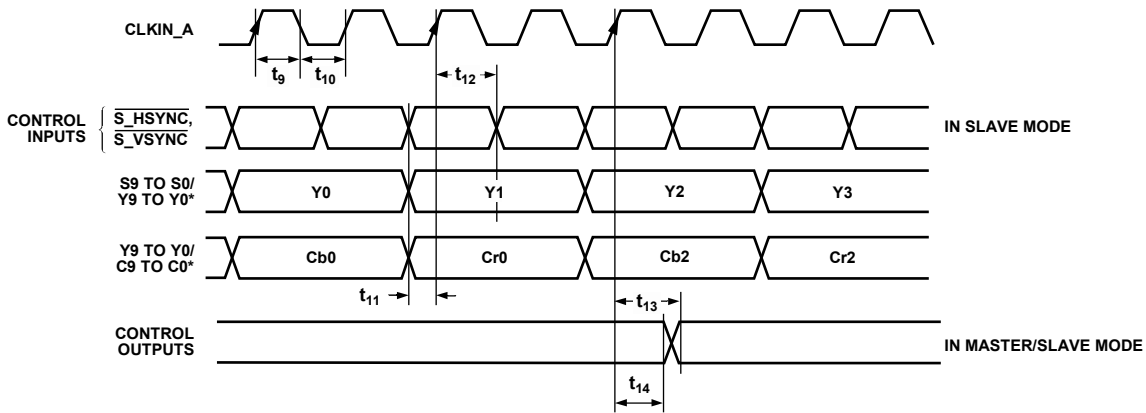 CLKIN_A
t9
t10
t12
CONTROL
INPUTS
S_HSYNC,
S_VSYNC
IN SLAVE MODE
S9 TO S0/
Y9 TO Y0*
Y0
Y1
Y2
Y3
Y9 TO Y0/
C9 TO C0*
Cb0
Cr0
Cb2
Cr2
t11
t13
CONTROL
OUTPUTS
IN MASTER/SLAVE MODE
t14